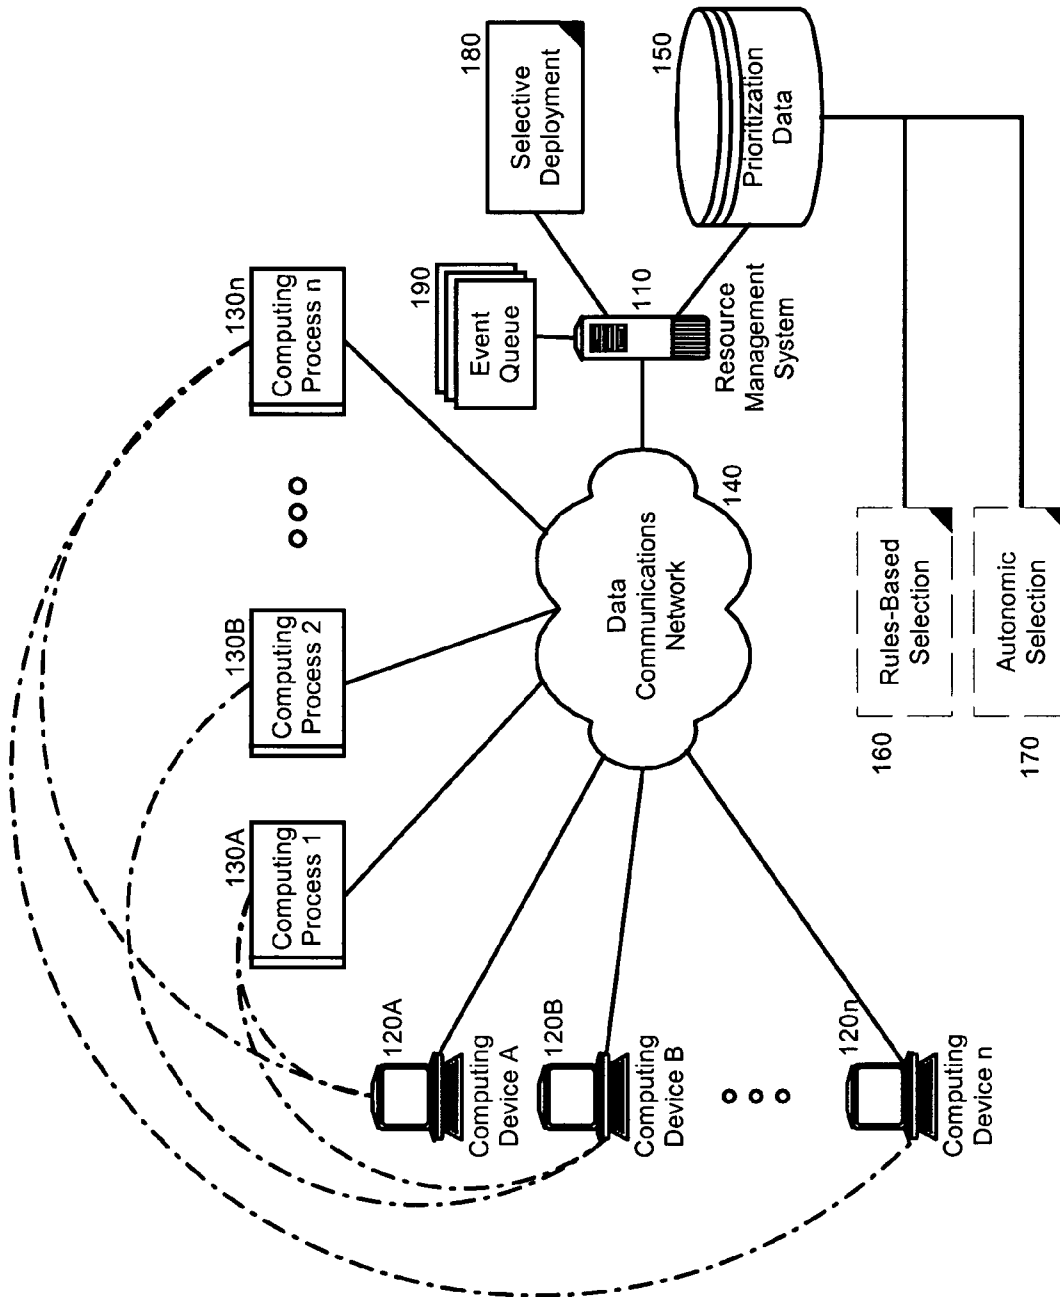 130A
Computing
Process 1
130B
Computing
Process 2
130n
Computing
Process n
120A
Computing
Device A
120B
Computing
Device B
120n
Computing
Device n
Data
Communications
Network
140
190
Event
Queue
180
Selective
Deployment
110
Resource
Management
System
150
Prioritization
Data
160
Rules-Based
Selection
170
Autonomic
Selection